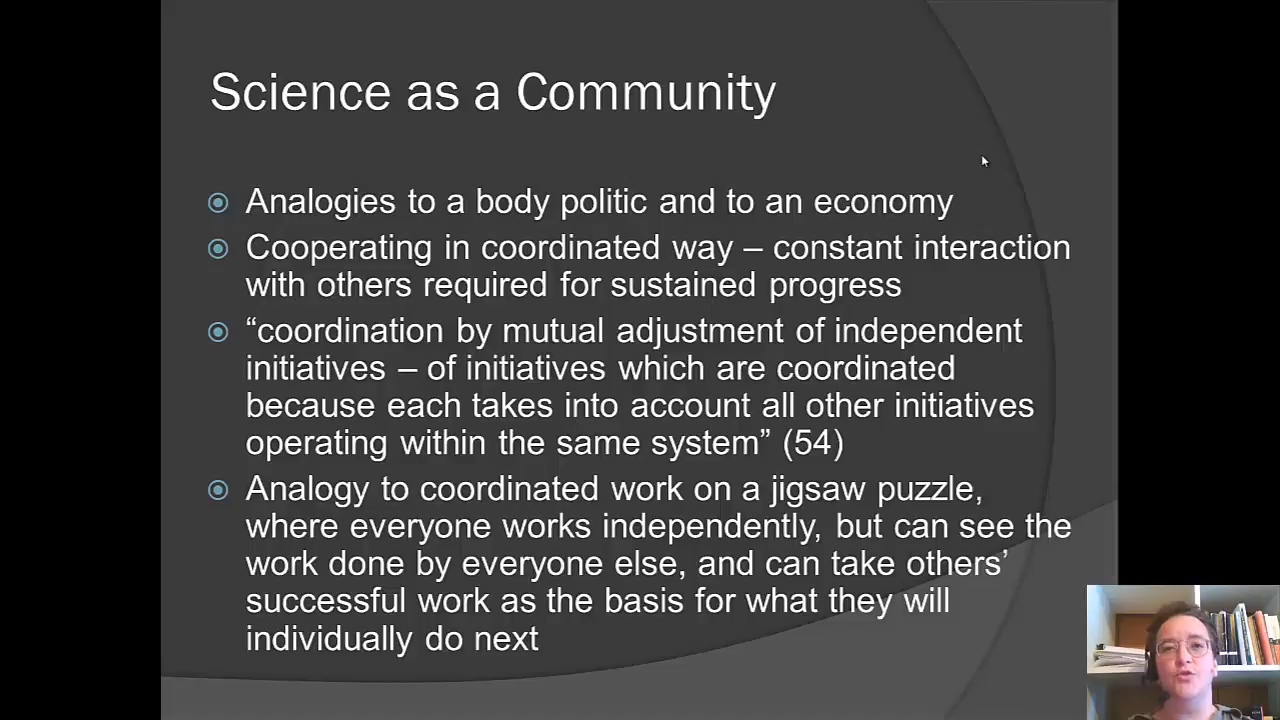 Science as a Community
Analogies to a body politic and to an economy
Cooperating in coordinated way – constant interaction
with others required for sustained progress
“coordination by mutual adjustment of independent
initiatives – of initiatives which are coordinated
because each takes into account all other initiatives
operating within the same system” (54)
Analogy to coordinated work on a jigsaw puzzle,
where everyone works independently, but can see the
work done by everyone else, and can take others’
successful work as the basis for what they will
individually do next